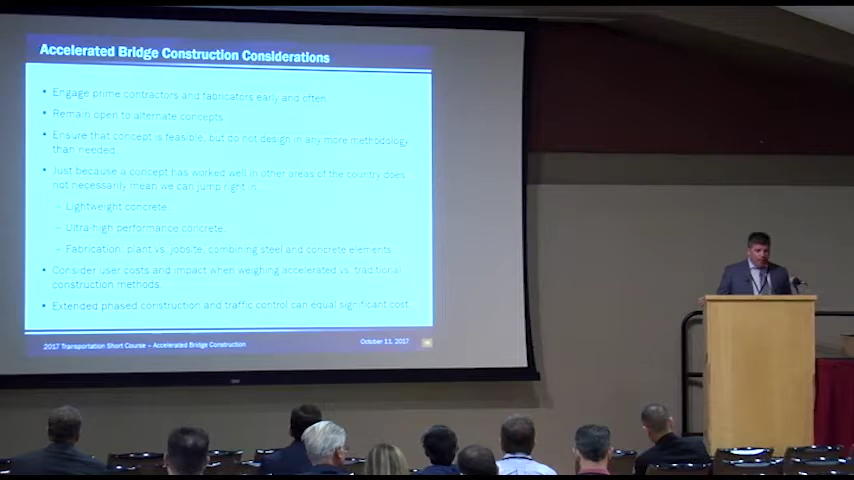 Accelerated Bridge Construction Considerations
• Engage prime contractors and fabricators early and often.
• Remain open to alternate concepts.
• Ensure that concept is feasible, but do not design in any more methodology
than needed.
• Just because a concept has worked well in other areas of the country does
not necessarily mean we can jump right in...
– Lightweight concrete.
– Ultra-high performance concrete.
– Fabrication: plant vs. jobsite, combining steel and concrete elements.
• Consider user costs and impact when weighing accelerated vs. traditional
construction methods.
• Extended phased construction and traffic control can equal significant cost.
2017 Transportation Short Course – Accelerated Bridge Construction
October 11, 2017